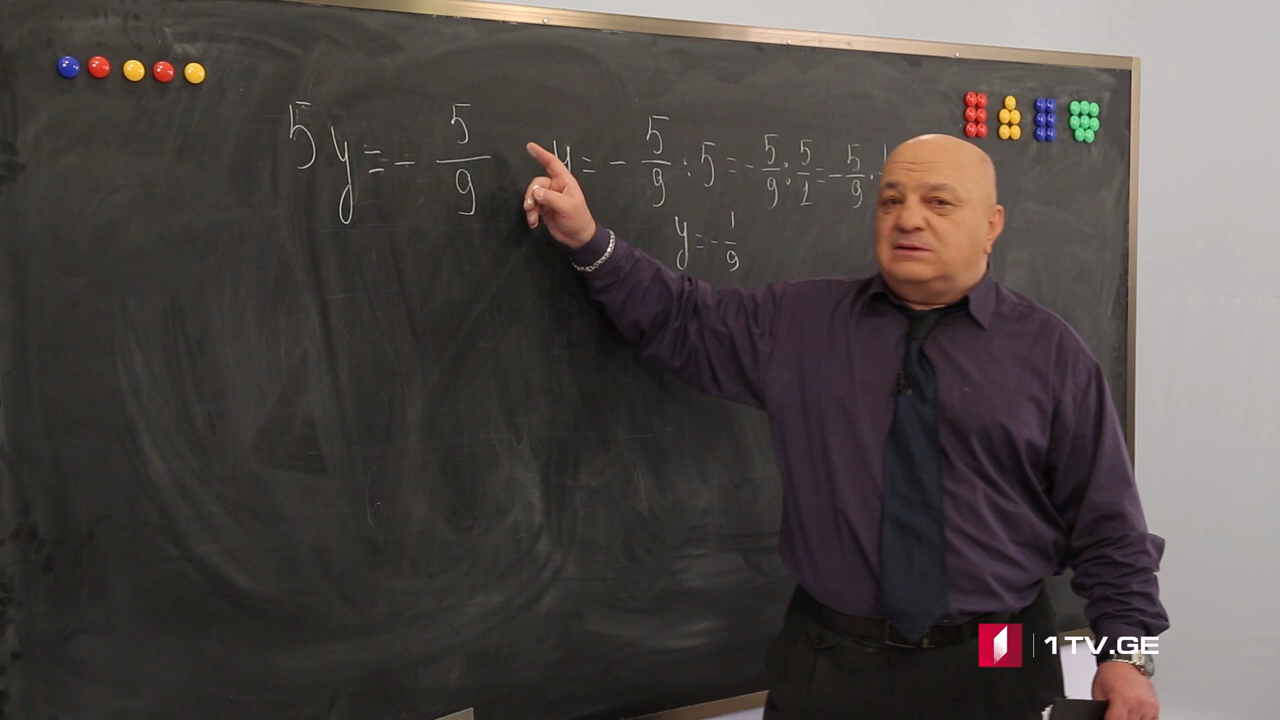 5y = - 5/9 y = - 5/9 : 5 = - 5/9 : 5/1 = - 5/9 ·
y = - 1/9
1TV.GE